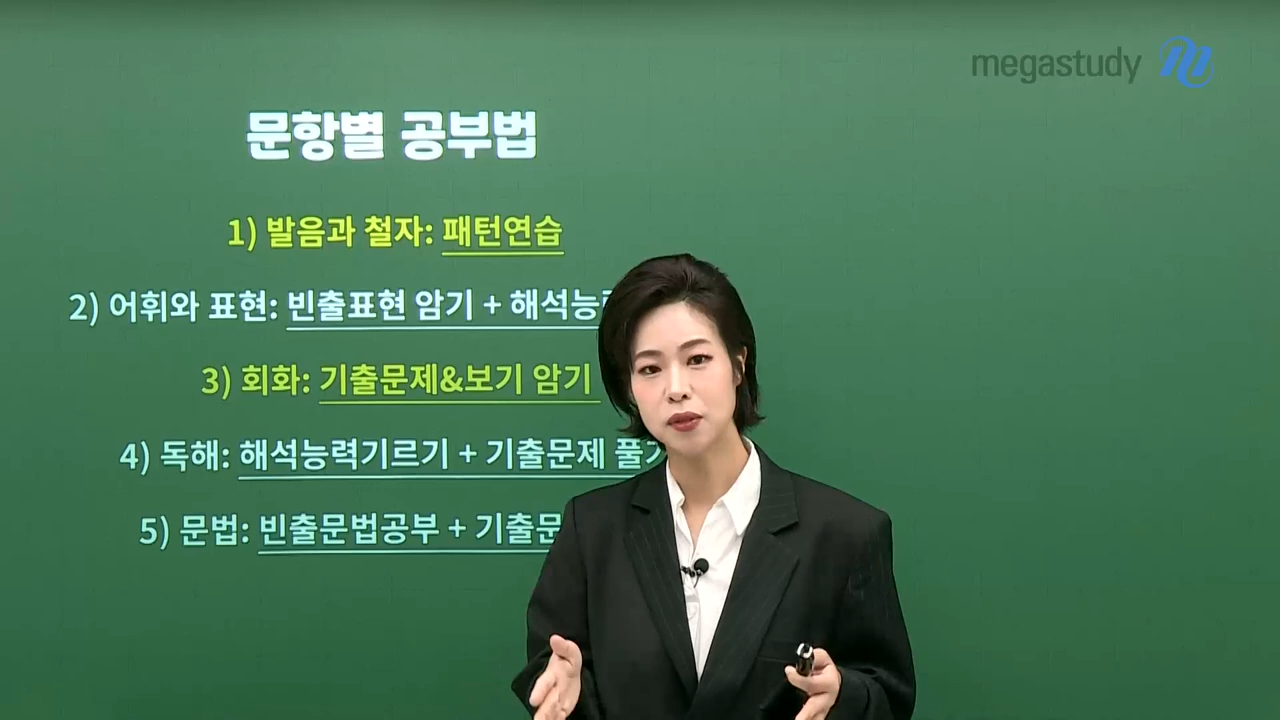 megastudy
문항별 공부법
1) 발음과 철자: 패턴연습
2) 어휘와 표현: 빈출표현 암기 + 해석능
3) 회화: 기출문제&보기 암기
4) 독해: 해석능력기르기 + 기출문제 풀
5) 문법: 빈출문법공부 + 기출문